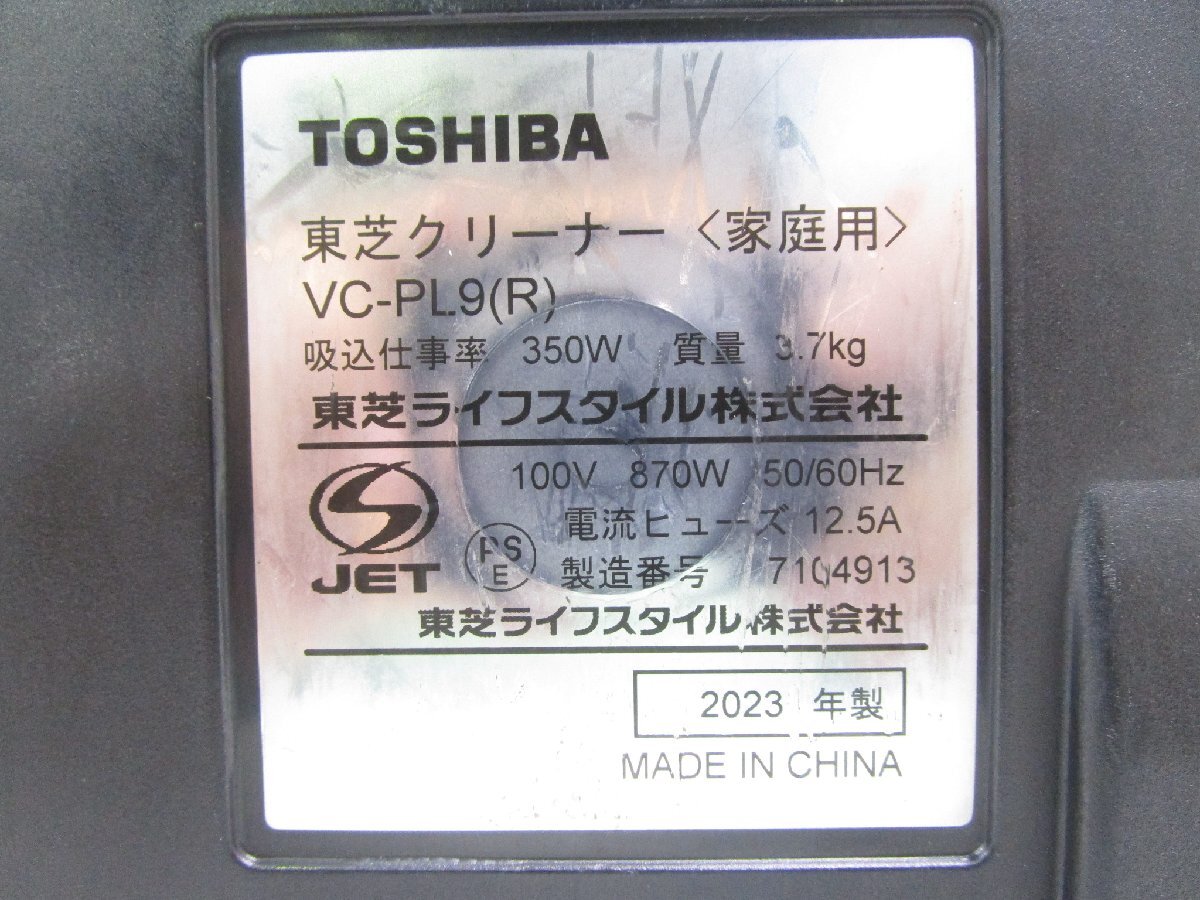 TOSHIBA
東芝クリーナー〈家庭用〉
VC-PL9(R)
吸込仕事率 350W 質量 3.7kg
東芝ライフスタイル株式会社
100V 870W 50/60Hz
JET
電流ヒューズ 12.5A
PS
E
製造番号 7104913
東芝ライフスタイル株式会社
2023 年製
MADE IN CHINA